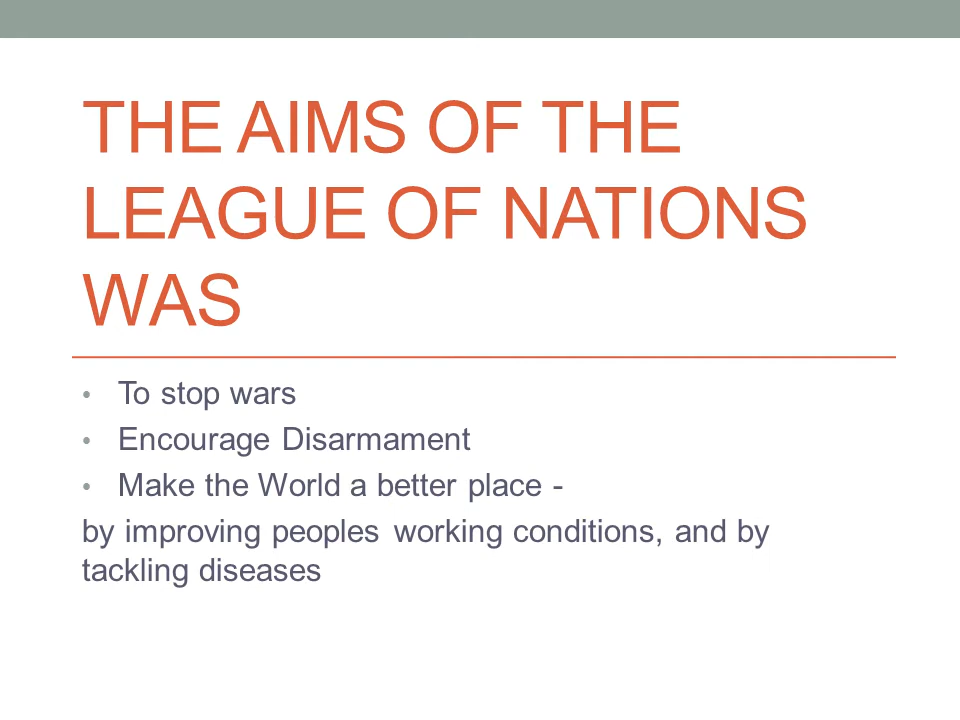 THE AIMS OF THE
LEAGUE OF NATIONS
WAS
• To stop wars
• Encourage Disarmament
• Make the World a better place -
by improving peoples working conditions, and by
tackling diseases